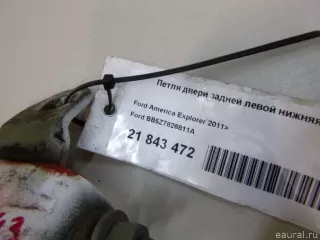 Петля двери задней левой нижняя
Ford America Explorer 2011>
Ford BB5Z7826811A
21 843 472
eaural.ru